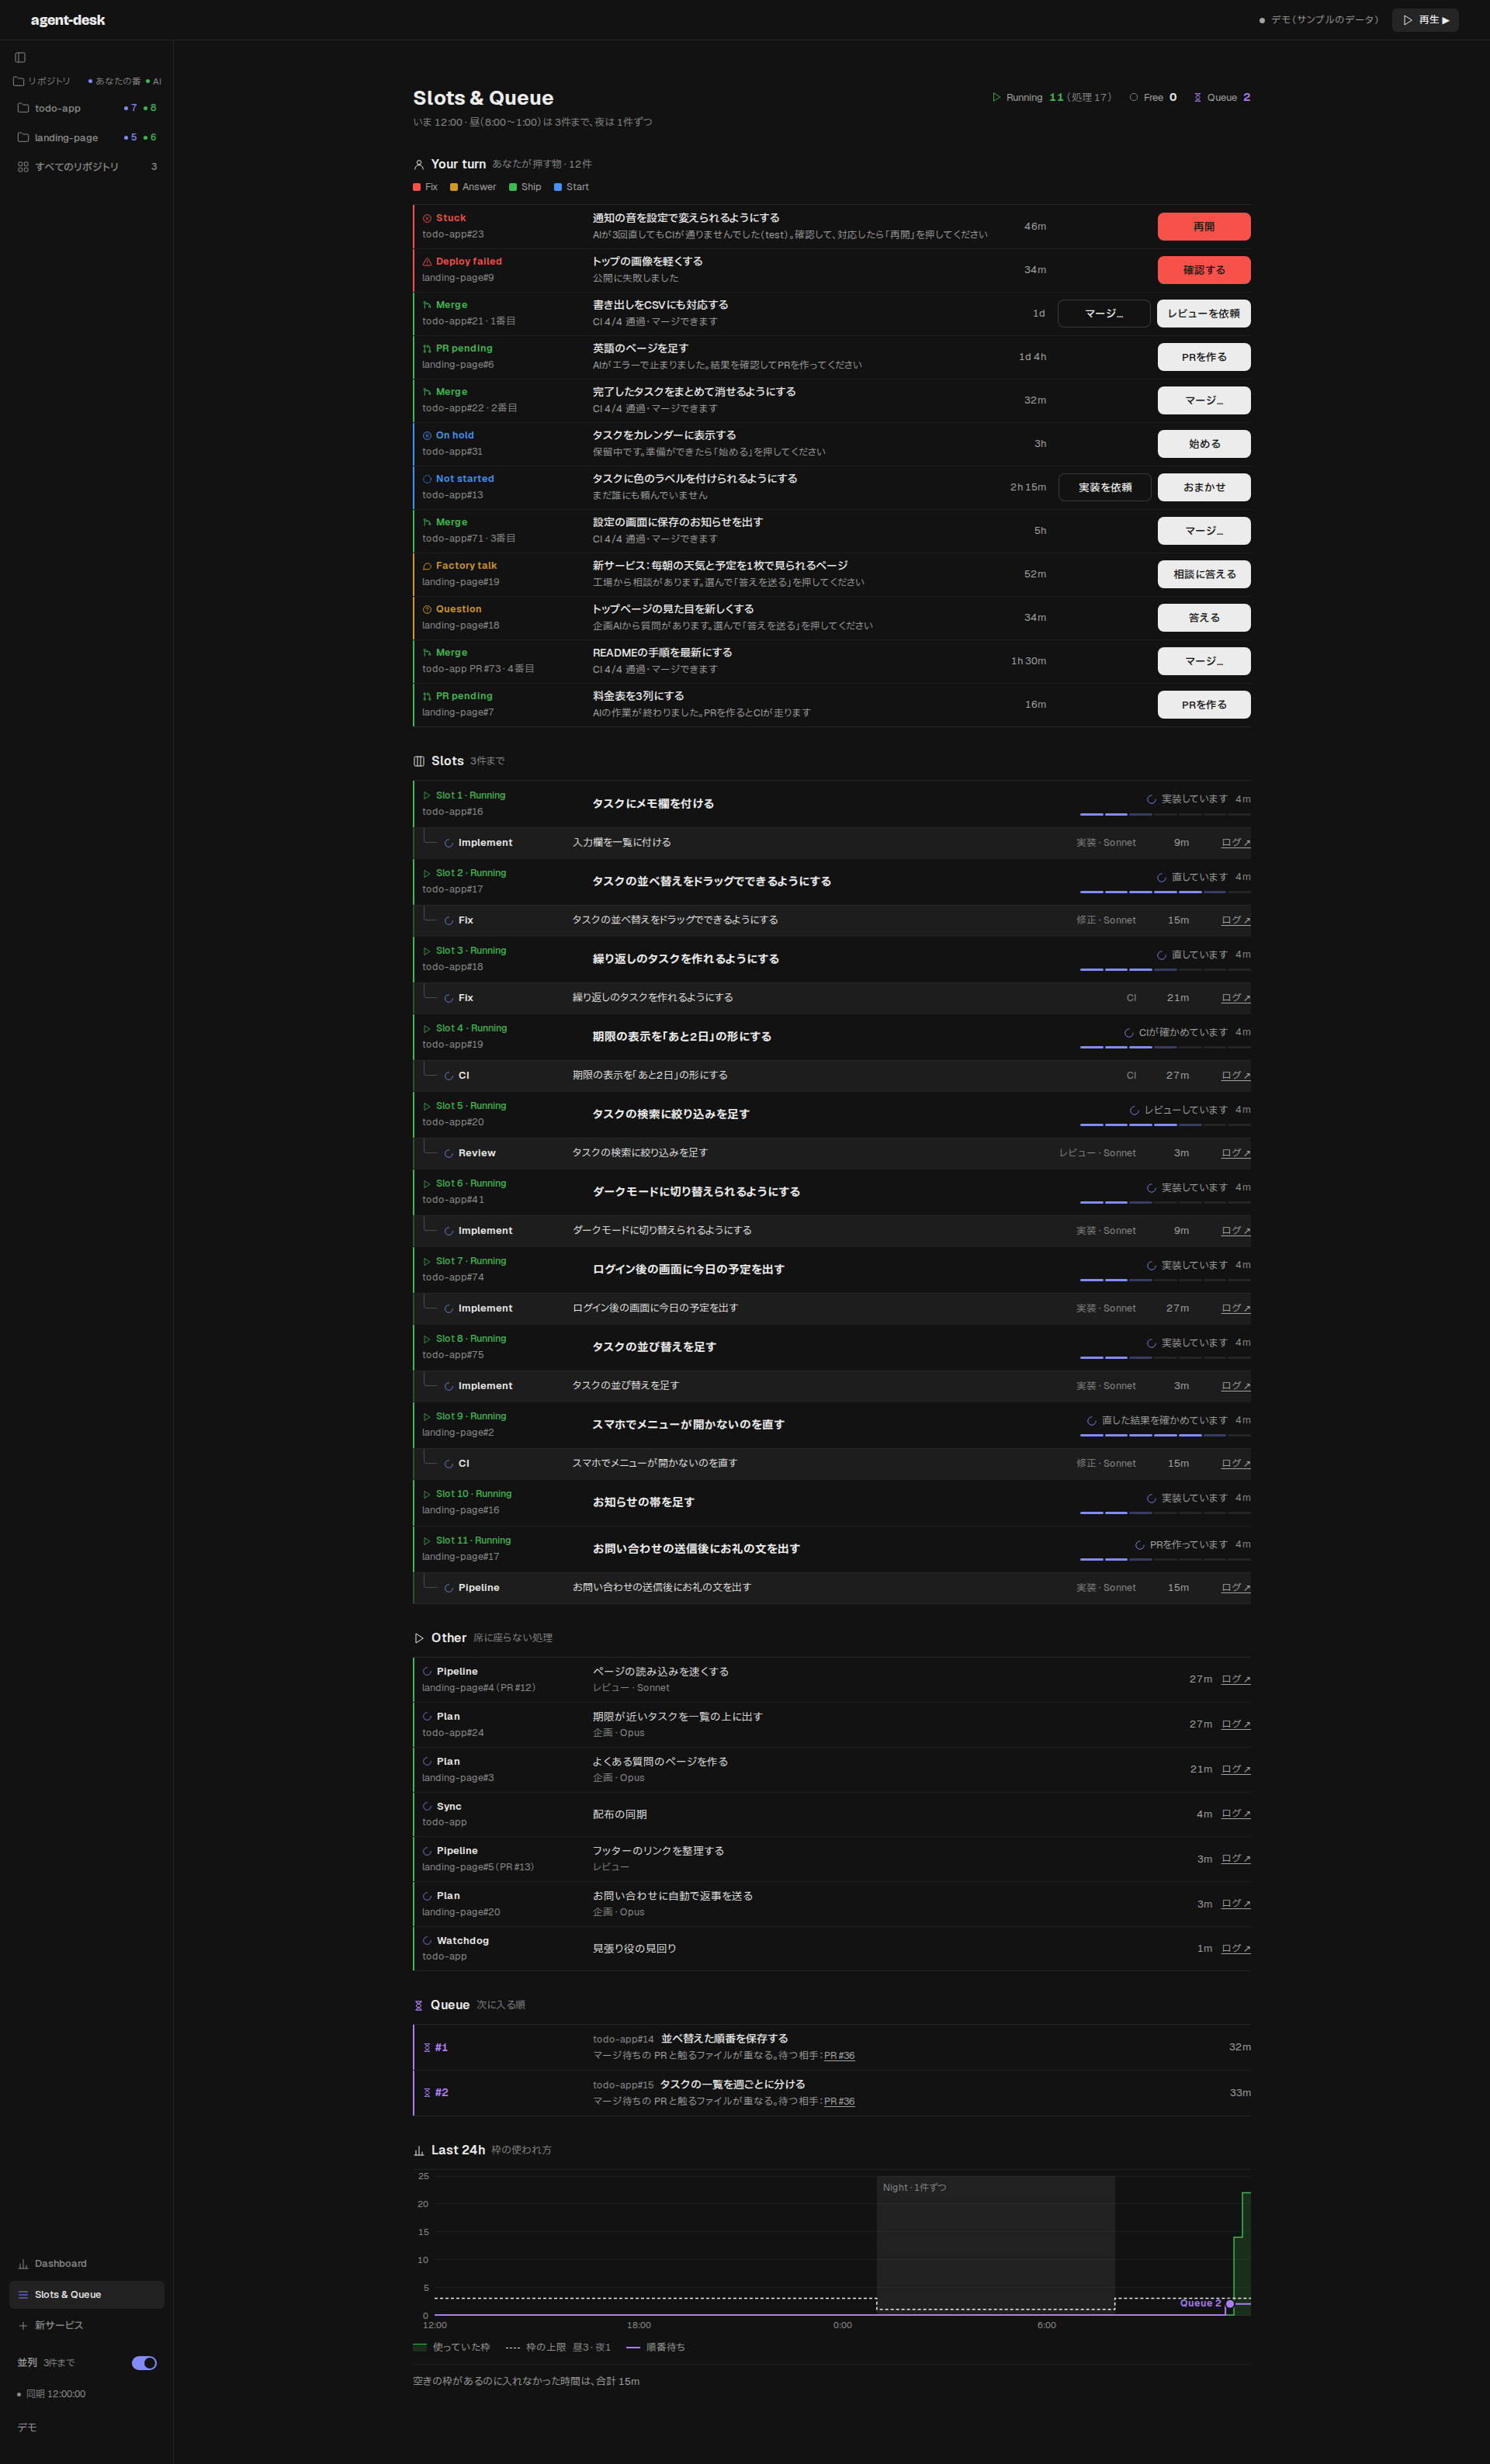 agent-desk
デモ（サンプルのデータ）
再生 ▶
リポジトリ
あなたの番
AI
todo-app 7 8
landing-page 5 6
すべてのリポジトリ 3
Slots & Queue
Running 11（処理 17） Free 0 Queue 2
いま 12:00 · 昼（8:00〜1:00）は 3件まで、夜は 1件ずつ
Your turn あなたが押す物 · 12件
Fix Answer Ship Start
Stuck
todo-app#23
通知の音を設定で変えられるようにする
AIが3回直してもCIが通りませんでした（test）。確認して、対応したら「再開」を押してください
46m
再開
Deploy failed
landing-page#9
トップの画像を軽くする
公開に失敗しました
34m
確認する
Merge
todo-app#21 · 1番目
書き出しをCSVにも対応する
CI 4/4 通過 · マージできます
1d
マージ…
レビューを依頼
PR pending
landing-page#6
英語のページを足す
AIがエラーで止まりました。結果を確認してPRを作ってください
1d 4h
PRを作る
Merge
todo-app#22 · 2番目
完了したタスクをまとめて消せるようにする
CI 4/4 通過 · マージできます
32m
マージ…
On hold
todo-app#31
タスクをカレンダーに表示する
保留中です。準備ができたら「始める」を押してください
3h
始める
Not started
todo-app#13
タスクに色のラベルを付けられるようにする
まだ誰にも頼んでいません
2h 15m
実装を依頼
おまかせ
Merge
todo-app#71 · 3番目
設定の画面に保存のお知らせを出す
CI 4/4 通過 · マージできます
5h
マージ…
Factory talk
landing-page#19
新サービス：毎朝の天気と予定を1枚で見られるページ
工場から相談があります。選んで「答えを送る」を押してください
52m
相談に答える
Question
landing-page#18
トップページの見た目を新しくする
企画AIから質問があります。選んで「答えを送る」を押してください
34m
答える
Merge
todo-app PR #73 · 4番目
READMEの手順を最新にする
CI 4/4 通過 · マージできます
1h 30m
マージ…
PR pending
landing-page#7
料金表を3列にする
AIの作業が終わりました。PRを作るとCIが走ります
16m
PRを作る
Slots 3件まで
Slot 1 · Running
todo-app#16
タスクにメモ欄を付ける
実装しています 4m
Implement 入力欄を一覧に付ける 実装 · Sonnet 9m ログ ↗
Slot 2 · Running
todo-app#17
タスクの並べ替えをドラッグでできるようにする
直しています 4m
Fix タスクの並べ替えをドラッグでできるようにする 修正 · Sonnet 15m ログ ↗
Slot 3 · Running
todo-app#18
繰り返しのタスクを作れるようにする
直しています 4m
Fix 繰り返しのタスクを作れるようにする CI 21m ログ ↗
Slot 4 · Running
todo-app#19
期限の表示を「あと2日」の形にする
CIが確かめています 4m
CI 期限の表示を「あと2日」の形にする CI 27m ログ ↗
Slot 5 · Running
todo-app#20
タスクの検索に絞り込みを足す
レビューしています 4m
Review タスクの検索に絞り込みを足す レビュー · Sonnet 3m ログ ↗
Slot 6 · Running
todo-app#41
ダークモードに切り替えられるようにする
実装しています 4m
Implement ダークモードに切り替えられるようにする 実装 · Sonnet 9m ログ ↗
Slot 7 · Running
todo-app#74
ログイン後の画面に今日の予定を出す
実装しています 4m
Implement ログイン後の画面に今日の予定を出す 実装 · Sonnet 27m ログ ↗
Slot 8 · Running
todo-app#75
タスクの並び替えを足す
実装しています 4m
Implement タスクの並び替えを足す 実装 · Sonnet 3m ログ ↗
Slot 9 · Running
landing-page#2
スマホでメニューが開かないのを直す
直した結果を確かめています 4m
CI スマホでメニューが開かないのを直す 修正 · Sonnet 15m ログ ↗
Slot 10 · Running
landing-page#16
お知らせの帯を足す
実装しています 4m
Slot 11 · Running
landing-page#17
お問い合わせの送信後にお礼の文を出す
PRを作っています 4m
Pipeline お問い合わせの送信後にお礼の文を出す 実装 · Sonnet 15m ログ ↗
Other 席に座らない処理
Pipeline
landing-page#4（PR #12）
ページの読み込みを速くする
レビュー · Sonnet
27m ログ ↗
Plan
todo-app#24
期限が近いタスクを一覧の上に出す
企画 · Opus
27m ログ ↗
Plan
landing-page#3
よくある質問のページを作る
企画 · Opus
21m ログ ↗
Sync
todo-app
配布の同期
4m ログ ↗
Pipeline
landing-page#5（PR #13）
フッターのリンクを整理する
レビュー
3m ログ ↗
Plan
landing-page#20
お問い合わせに自動で返事を送る
企画 · Opus
3m ログ ↗
Watchdog
todo-app
見張り役の見回り
1m ログ ↗
Queue 次に入る順
#1
todo-app#14 並べ替えた順番を保存する
マージ待ちの PR と触るファイルが重なる。待つ相手：PR #36
32m
#2
todo-app#15 タスクの一覧を週ごとに分ける
マージ待ちの PR と触るファイルが重なる。待つ相手：PR #36
33m
Last 24h 枠の使われ方
25
20
15
10
5
0
Night · 1件ずつ
Queue 2
12:00 18:00 0:00 6:00
使っていた枠 枠の上限 昼3 · 夜1 順番待ち
空きの枠があるのに入れなかった時間は、合計 15m
Dashboard
Slots & Queue
新サービス
並列 3件まで
同期 12:00:00
デモ